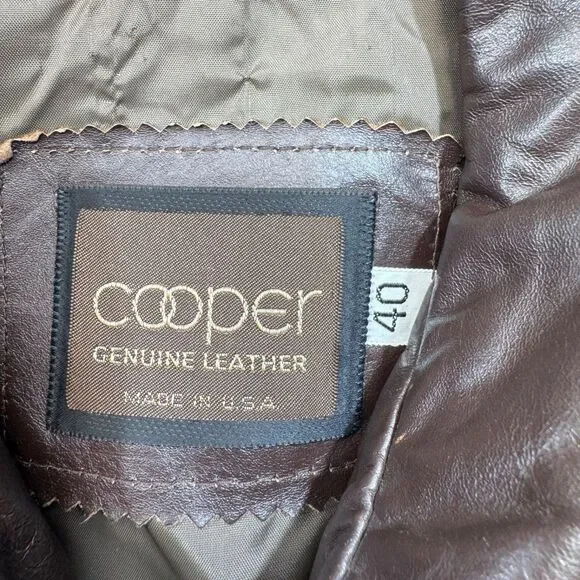 cooper
GENUINE LEATHER
MADE IN U.S.A.
40